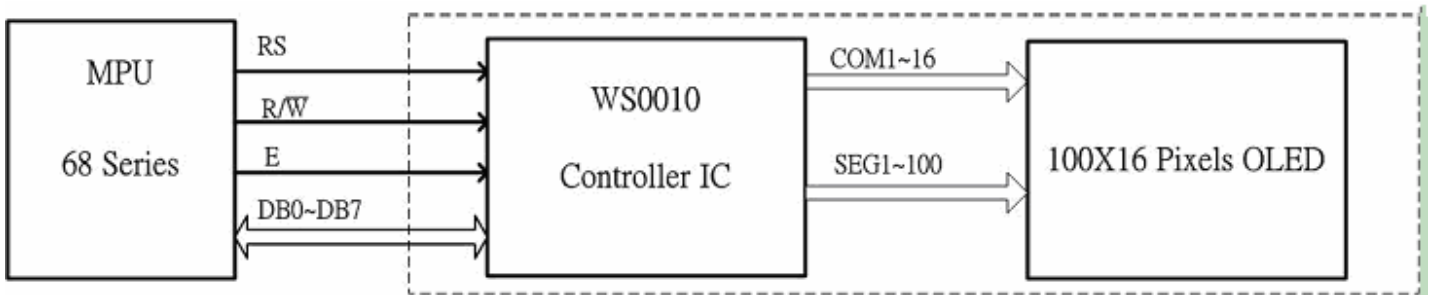 MPU
68 Series
RS
R/W̅
E
DB0~DB7
WS0010
Controller IC
COM1~16
SEG1~100
100X16 Pixels OLED